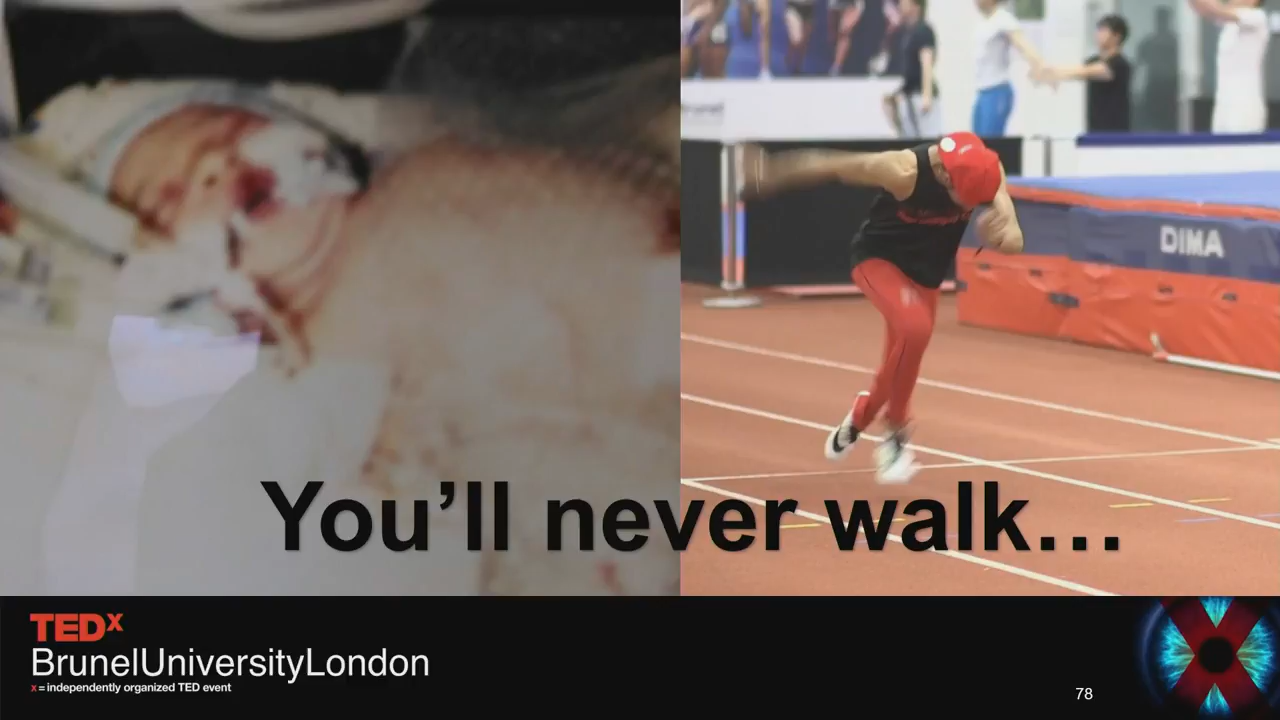 DIMA
You’ll never walk…
TEDx
BrunelUniversityLondon
x = independently organized TED event
78